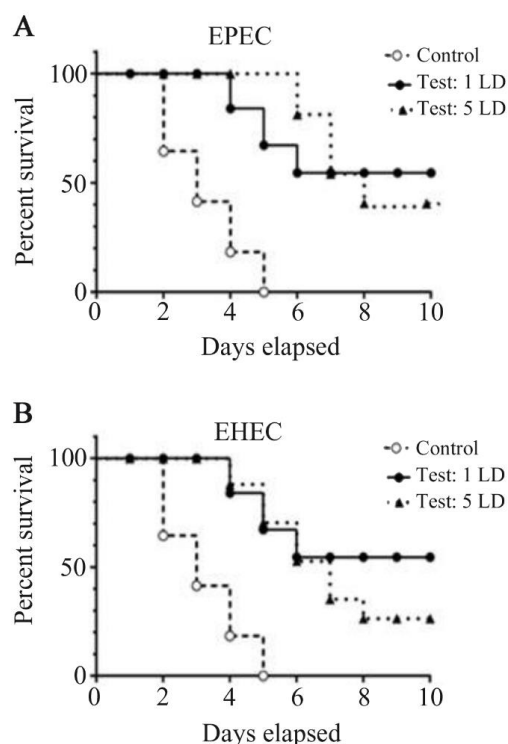 A
EPEC
Control
Test: 1 LD
Test: 5 LD
Percent survival
100
50
0
0 2 4 6 8 10
Days elapsed
B
EHEC
Control
Test: 1 LD
Test: 5 LD
Percent survival
100
50
0
0 2 4 6 8 10
Days elapsed